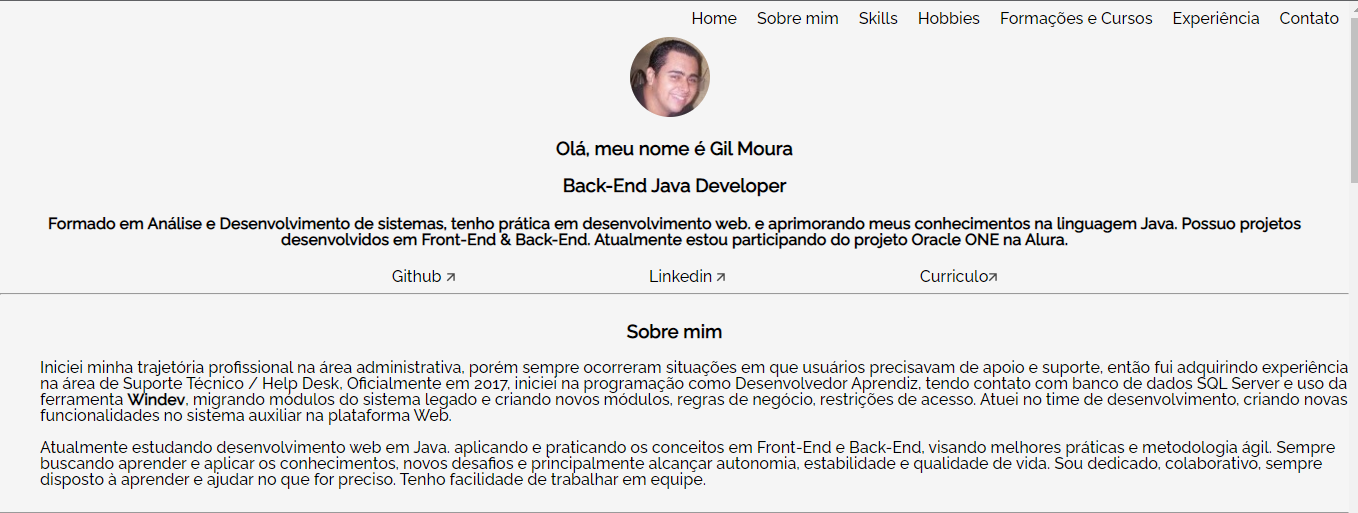 Home Sobre mim Skills Hobbies Formações e Cursos Experiência Contato
Olá, meu nome é Gil Moura
Back-End Java Developer
Formado em Análise e Desenvolvimento de sistemas, tenho prática em desenvolvimento web. e aprimorando meus conhecimentos na linguagem Java. Possuo projetos
desenvolvidos em Front-End & Back-End. Atualmente estou participando do projeto Oracle ONE na Alura.
Github Linkedin Curriculo
Sobre mim
Iniciei minha trajetória profissional na área administrativa, porém sempre ocorreram situações em que usuários precisavam de apoio e suporte, então fui adquirindo experiência
na área de Suporte Técnico / Help Desk, Oficialmente em 2017, iniciei na programação como Desenvolvedor Aprendiz, tendo contato com banco de dados SQL Server e uso da
ferramenta Windev, migrando módulos do sistema legado e criando novos módulos, regras de negócio, restrições de acesso. Atuei no time de desenvolvimento, criando novas
funcionalidades no sistema auxiliar na plataforma Web.
Atualmente estudando desenvolvimento web em Java. aplicando e praticando os conceitos em Front-End e Back-End, visando melhores práticas e metodologia ágil. Sempre
buscando aprender e aplicar os conhecimentos, novos desafios e principalmente alcançar autonomia, estabilidade e qualidade de vida. Sou dedicado, colaborativo, sempre
disposto à aprender e ajudar no que for preciso. Tenho facilidade de trabalhar em equipe.